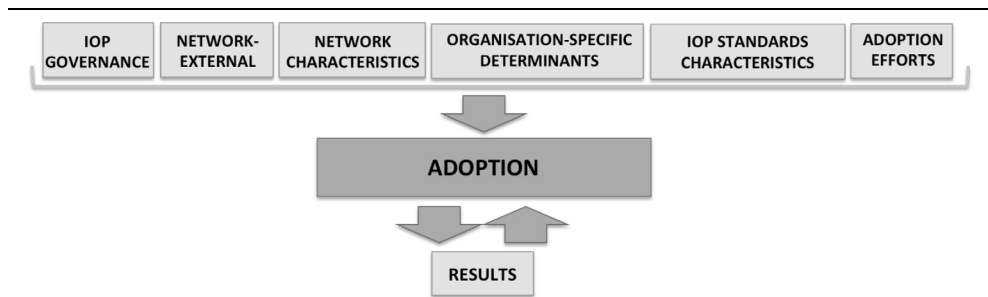 IOP
GOVERNANCE
NETWORK-
EXTERNAL
NETWORK
CHARACTERISTICS
ORGANISATION-SPECIFIC
DETERMINANTS
IOP STANDARDS
CHARACTERISTICS
ADOPTION
EFFORTS
ADOPTION
RESULTS